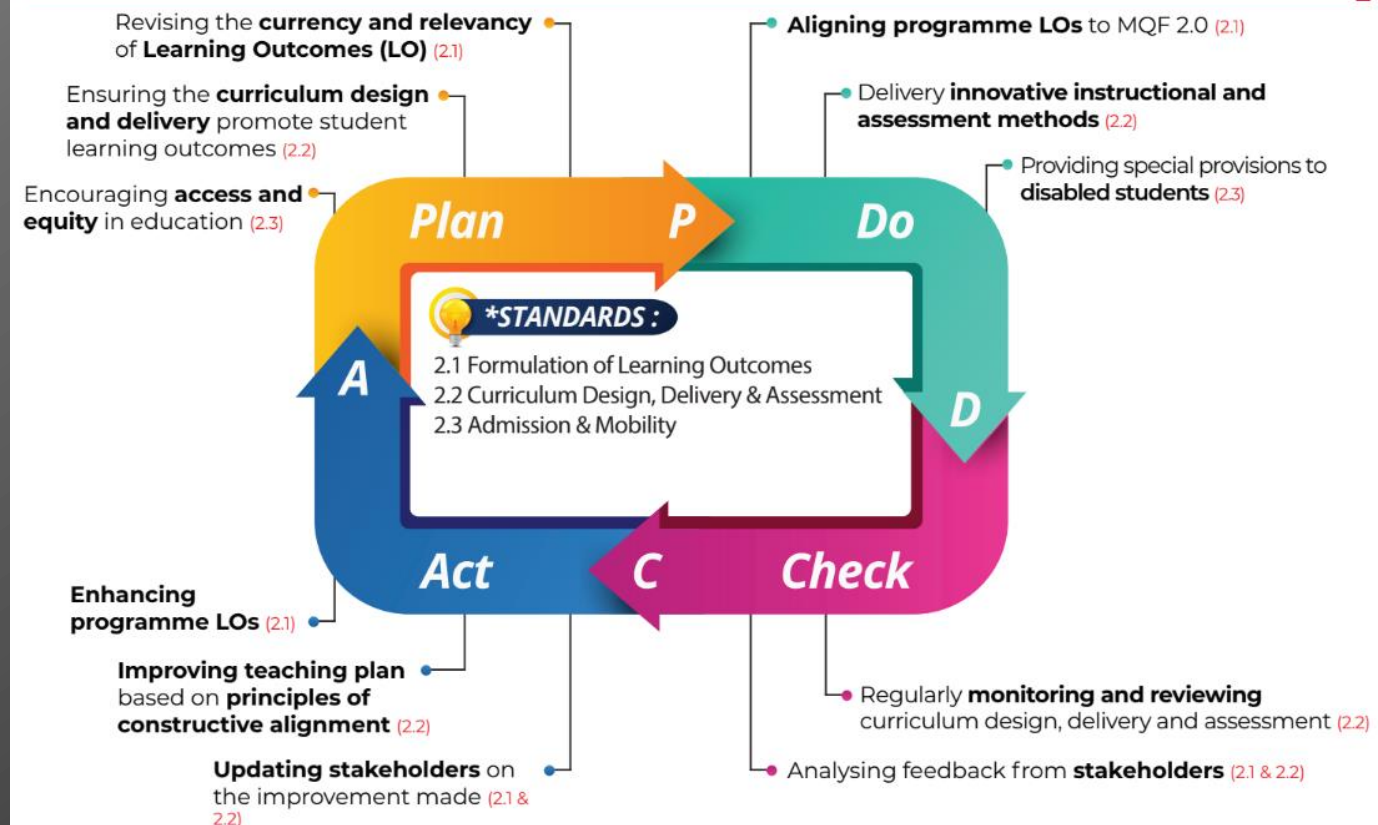 Revising the currency and relevancy
of Learning Outcomes (LO) (2.1)
Ensuring the curriculum design
and delivery promote student
learning outcomes (2.2)
Encouraging access and
equity in education (2.3)
Aligning programme LOs to MQF 2.0 (2.1)
Delivery innovative instructional and
assessment methods (2.2)
Providing special provisions to
disabled students (2.3)
Plan
P
Do
*STANDARDS :
2.1 Formulation of Learning Outcomes
2.2 Curriculum Design, Delivery & Assessment
2.3 Admission & Mobility
A
D
Act
C
Check
Enhancing
programme LOs (2.1)
Improving teaching plan
based on principles of
constructive alignment (2.2)
Updating stakeholders on
the improvement made (2.1 &
2.2)
Regularly monitoring and reviewing
curriculum design, delivery and assessment (2.2)
Analysing feedback from stakeholders (2.1 & 2.2)